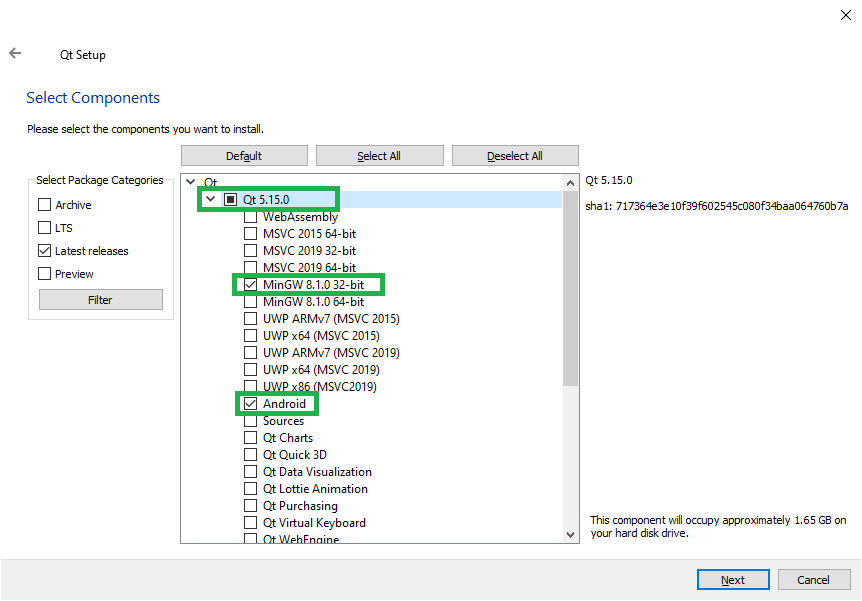 Qt Setup
Select Components
Please select the components you want to install.
Default
Select All
Deselect All
Select Package Categories
Archive
LTS
Latest releases
Preview
Filter
Qt
Qt 5.15.0
WebAssembly
MSVC 2015 64-bit
MSVC 2019 32-bit
MSVC 2019 64-bit
MinGW 8.1.0 32-bit
MinGW 8.1.0 64-bit
UWP ARMv7 (MSVC 2015)
UWP x64 (MSVC 2015)
UWP ARMv7 (MSVC 2019)
UWP x64 (MSVC 2019)
UWP x86 (MSVC2019)
Android
Sources
Qt Charts
Qt Quick 3D
Qt Data Visualization
Qt Lottie Animation
Qt Purchasing
Qt Virtual Keyboard
Qt WebEngine
Qt 5.15.0
sha1: 717364e3e10f39f602545c080f34baa064760b7a
This component will occupy approximately 1.65 GB on
your hard disk drive.
Next
Cancel